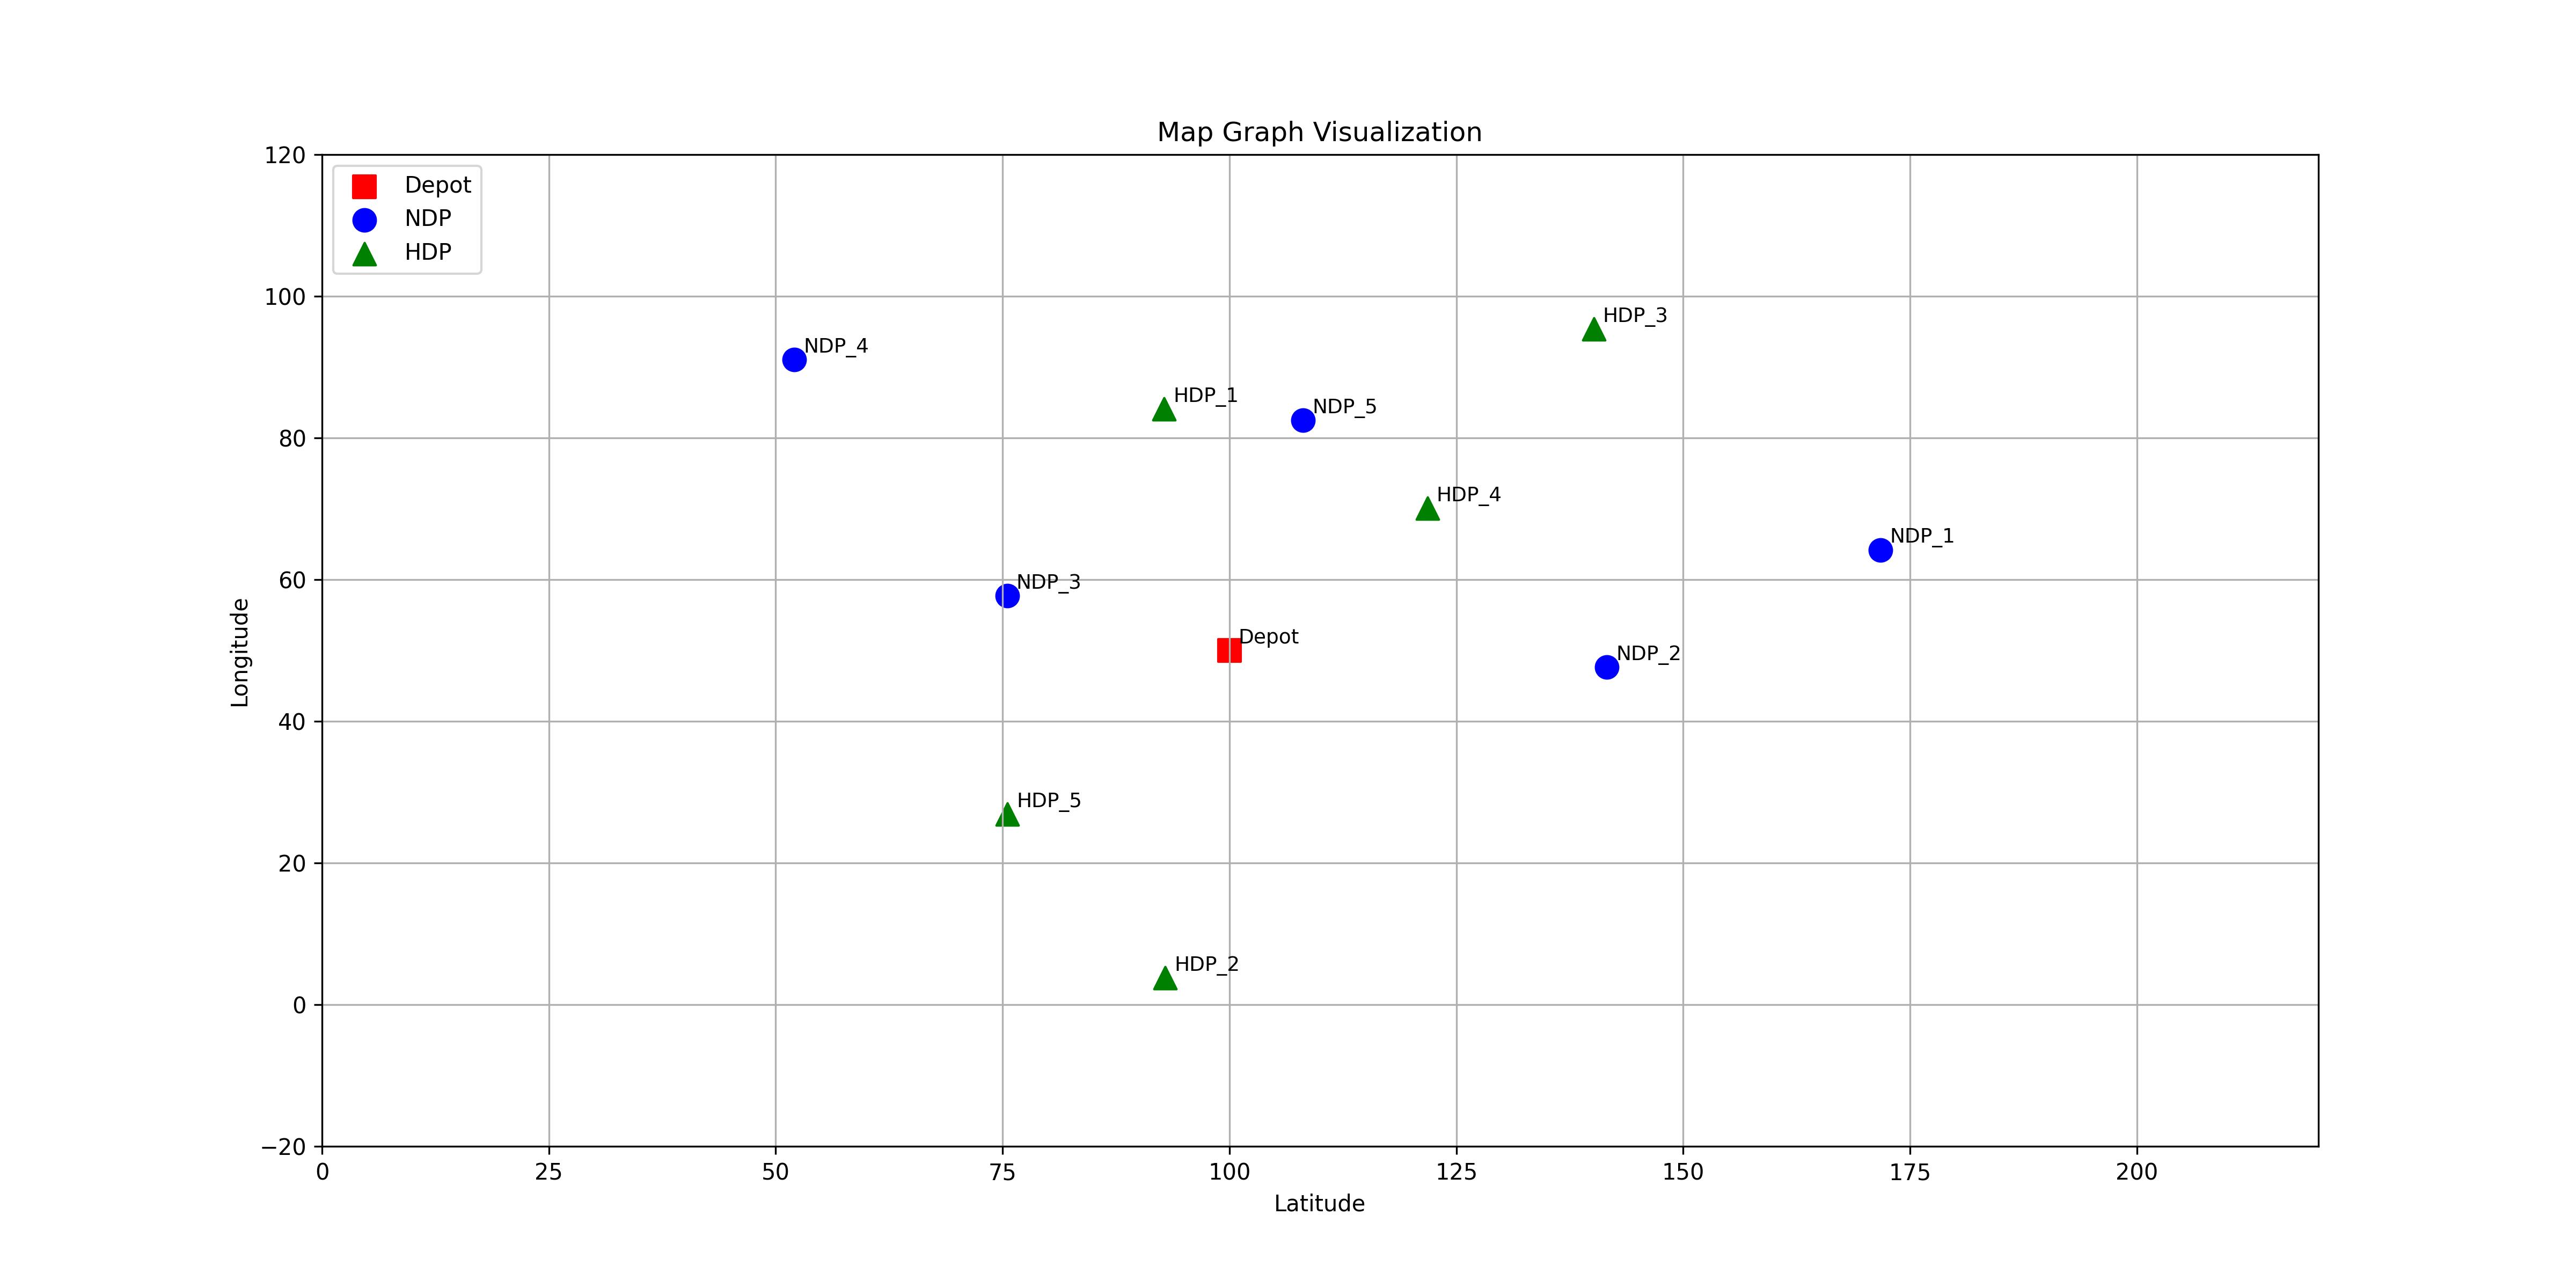 Map Graph Visualization
120
100
80
60
40
20
0
−20
Longitude
Depot
NDP
HDP
HDP_3
NDP_4
HDP_1
NDP_5
HDP_4
NDP_1
NDP_3
Depot
NDP_2
HDP_5
HDP_2
0 25 50 75 100 125 150 175 200
Latitude